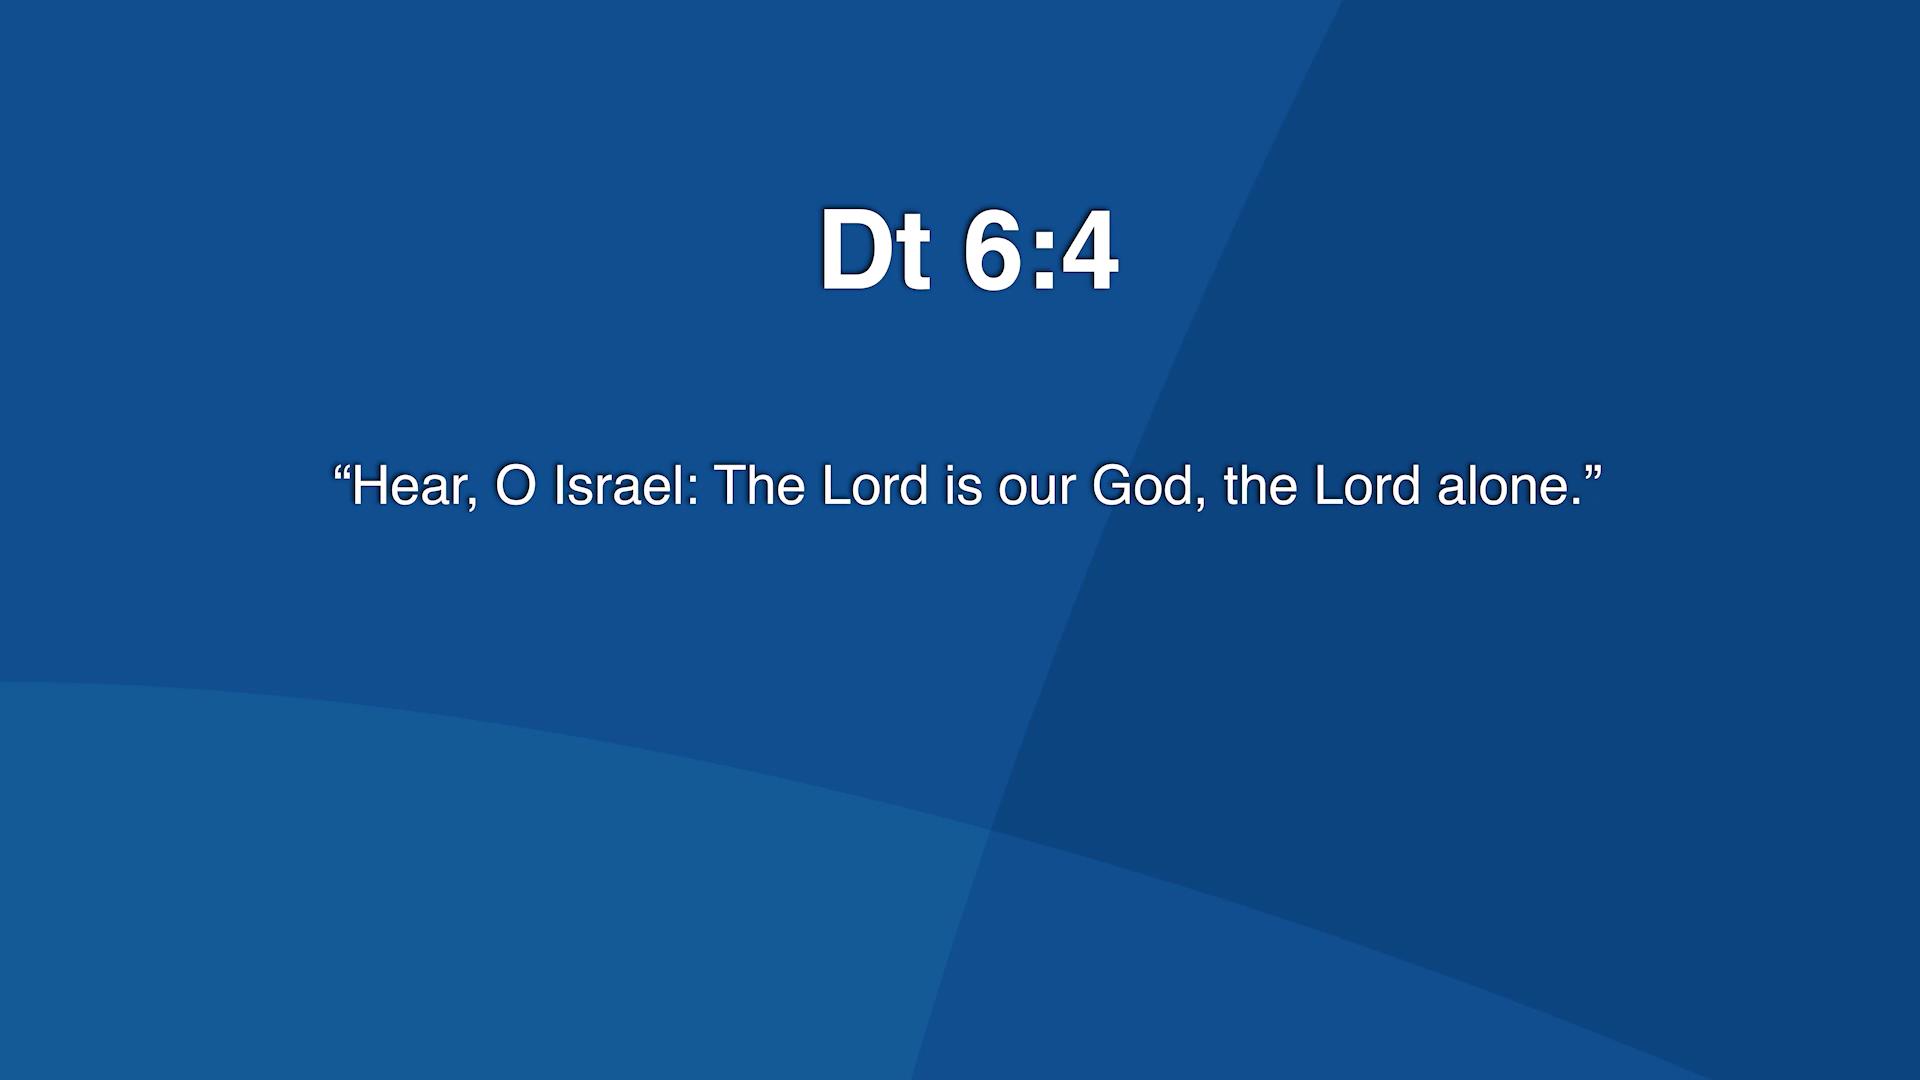 Dt 6:4
“Hear, O Israel: The Lord is our God, the Lord alone.”